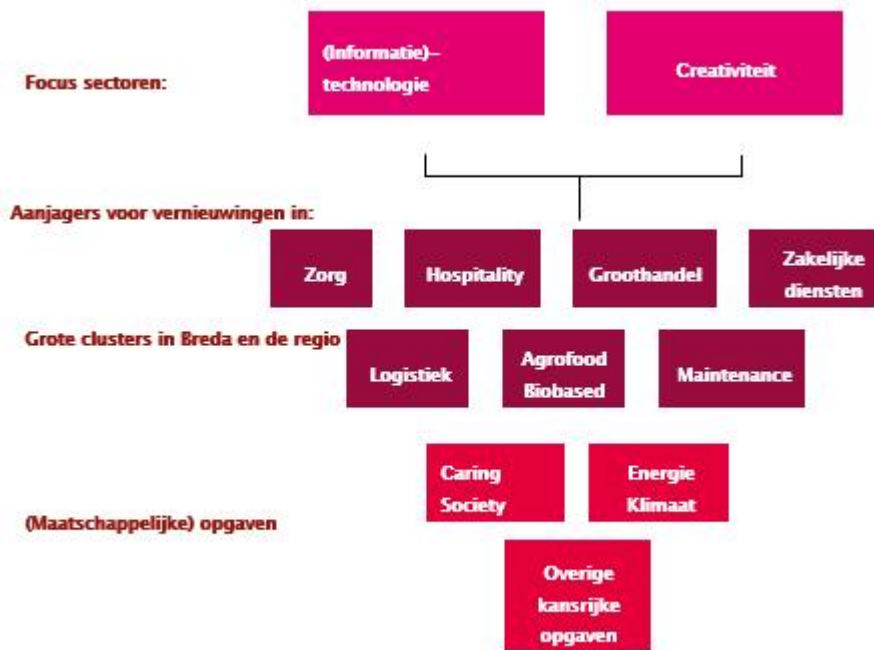 Focus sectoren:
(Informatie)–
technologie
Creativiteit
Aanjagers voor vernieuwingen in:
Zorg
Hospitality
Groothandel
Zakelijke
diensten
Grote clusters in Breda en de regio
Logistiek
Agrofood
Biobased
Maintenance
(Maatschappelijke) opgaven
Caring
Society
Energie
Klimaat
Overige
kansrijke
opgaven